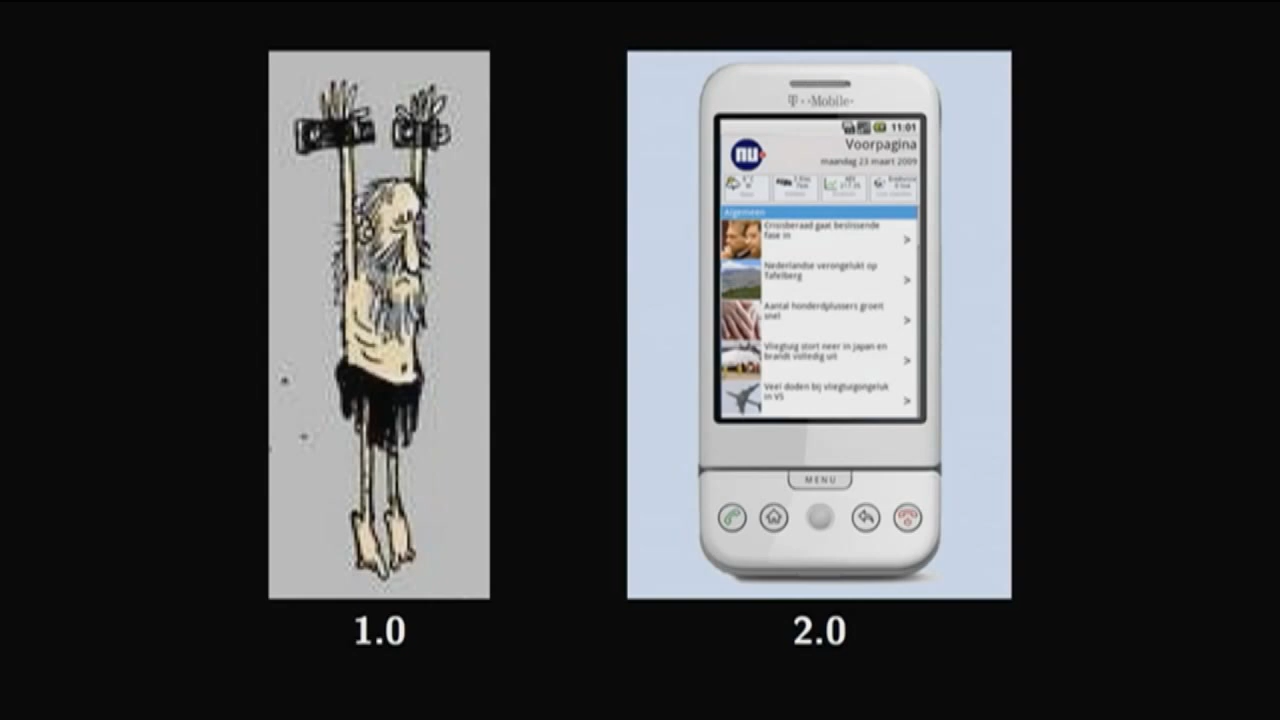 T··Mobile·
11:01
nu
Voorpagina
maandag 23 maart 2009
Algemeen
Crisisberaad gaat beslissende
fase in
Nederlandse verongelukt op
Tafelberg
Aantal honderdplussers groeit
snel
Vliegtuig stort neer in Japan en
brandt volledig uit
Veel doden bij vliegtuigongeluk
in VS
MENU
1.0
2.0